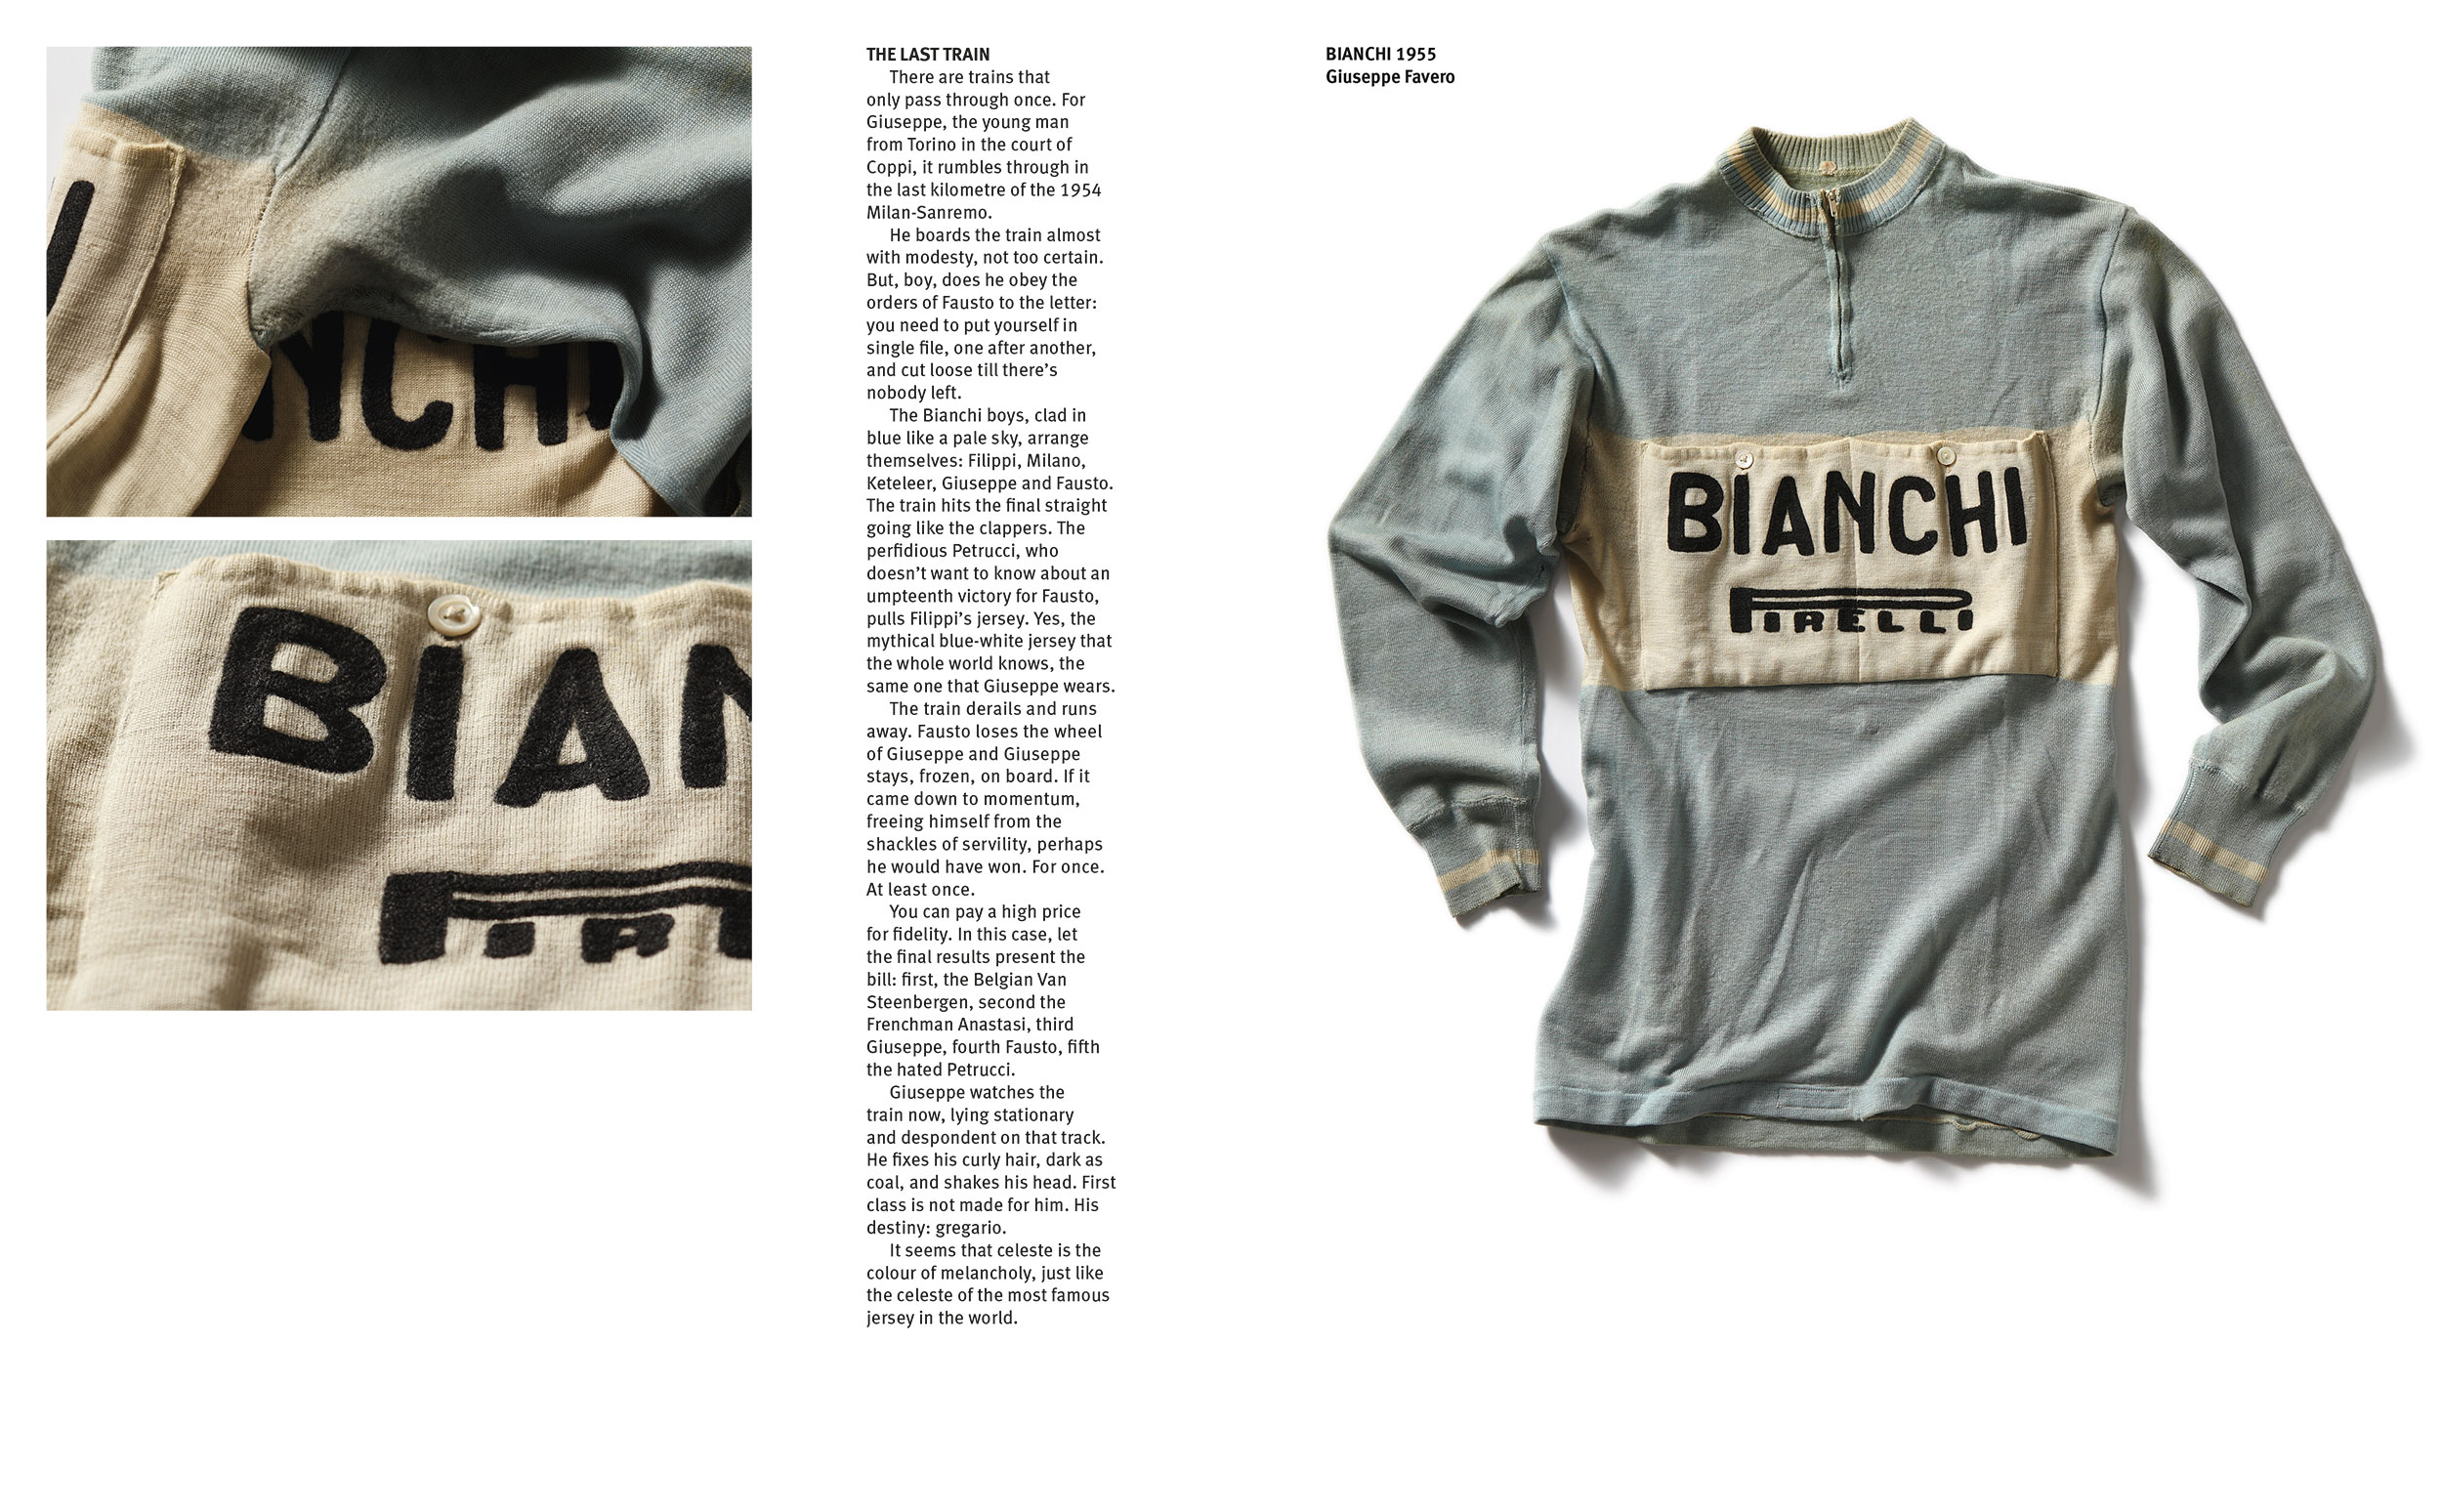 THE LAST TRAIN
There are trains that
only pass through once. For
Giuseppe, the young man
from Torino in the court of
Coppi, it rumbles through in
the last kilometre of the 1954
Milan-Sanremo.
He boards the train almost
with modesty, not too certain.
But, boy, does he obey the
orders of Fausto to the letter:
you need to put yourself in
single file, one after another,
and cut loose till there’s
nobody left.
The Bianchi boys, clad in
blue like a pale sky, arrange
themselves: Filippi, Milano,
Keteleer, Giuseppe and Fausto.
The train hits the final straight
going like the clappers. The
perfidious Petrucci, who
doesn’t want to know about an
umpteenth victory for Fausto,
pulls Filippi’s jersey. Yes, the
mythical blue-white jersey that
the whole world knows, the
same one that Giuseppe wears.
The train derails and runs
away. Fausto loses the wheel
of Giuseppe and Giuseppe
stays, frozen, on board. If it
came down to momentum,
freeing himself from the
shackles of servility, perhaps
he would have won. For once.
At least once.
You can pay a high price
for fidelity. In this case, let
the final results present the
bill: first, the Belgian Van
Steenbergen, second the
Frenchman Anastasi, third
Giuseppe, fourth Fausto, fifth
the hated Petrucci.
Giuseppe watches the
train now, lying stationary
and despondent on that track.
He fixes his curly hair, dark as
coal, and shakes his head. First
class is not made for him. His
destiny: gregario.
It seems that celeste is the
colour of melancholy, just like
the celeste of the most famous
jersey in the world.
BIANCHI 1955
Giuseppe Favero
BIANCHI
PIRELLI
NCHI
BIAN
PIR